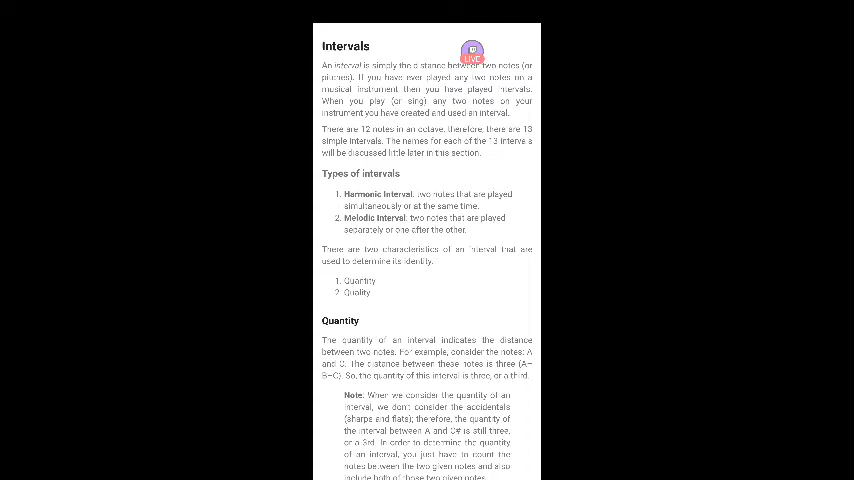 Intervals
LIVE
An interval is simply the distance between two notes (or
pitches). If you have ever played any two notes on a
musical instrument then you have played intervals.
When you play (or sing) any two notes on your
instrument you have created and used an interval.
There are 12 notes in an octave, therefore, there are 13
simple intervals. The names for each of the 13 intervals
will be discussed little later in this section.
Types of intervals
1. Harmonic Interval: two notes that are played
simultaneously or at the same time.
2. Melodic Interval: two notes that are played
separately or one after the other.
There are two characteristics of an interval that are
used to determine its identity.
1. Quantity
2. Quality
Quantity
The quantity of an interval indicates the distance
between two notes. For example, consider the notes: A
and C. The distance between these notes is three (A–
B–C). So, the quantity of this interval is three, or a third.
Note: When we consider the quantity of an
interval, we don't consider the accidentals
(sharps and flats); therefore, the quantity of
the interval between A and C# is still three,
or a 3rd. In order to determine the quantity
of an interval, you just have to count the
notes between the two given notes and also
include both of those two given notes.